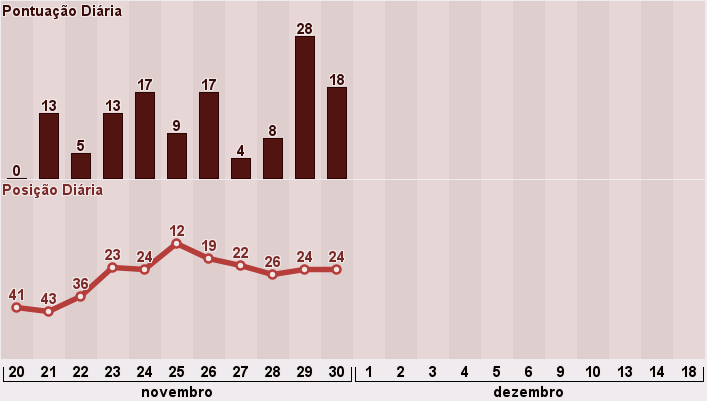 Pontuação Diária
0 13 5 13 17 9 17 4 8 28 18
Posição Diária
41 43 36 23 24 12 19 22 26 24 24
20 21 22 23 24 25 26 27 28 29 30 1 2 3 4 5 6 9 10 13 14 18
novembro dezembro